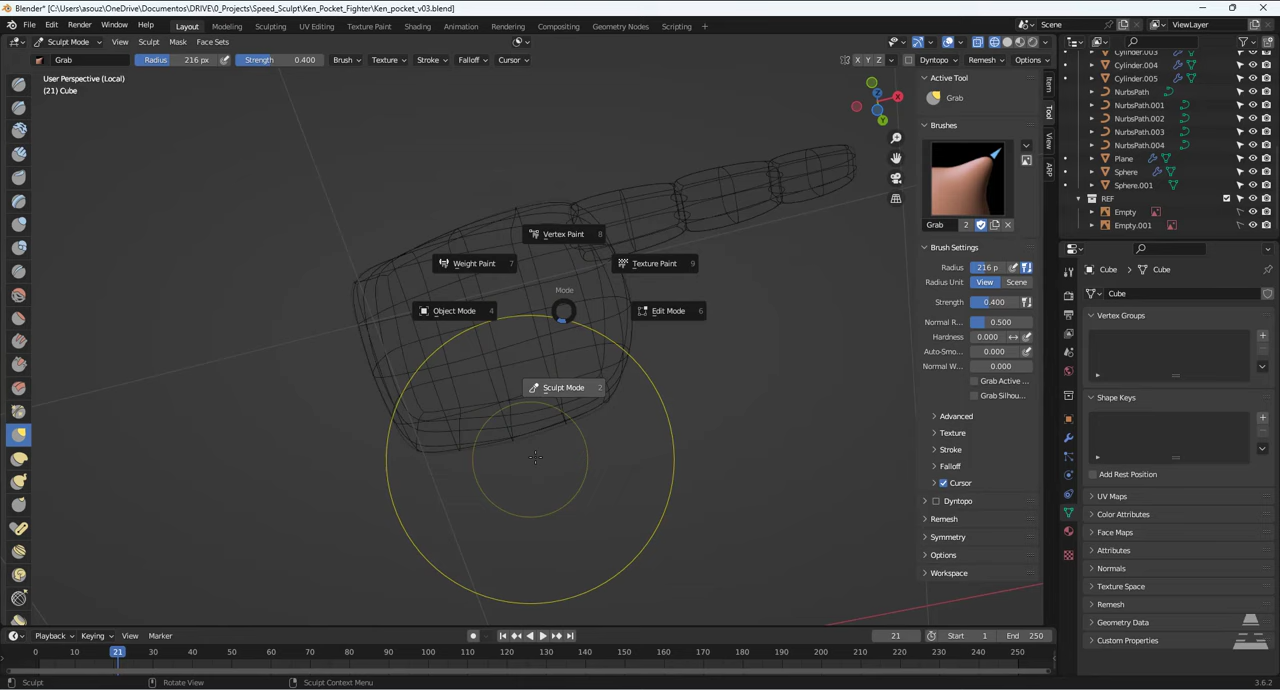 Blender* [C:\Users\asouz\OneDrive\Documentos\DRIVE\0_Projects\Speed_Sculpt\Ken_Pocket_Fighter\Ken_pocket_v03.blend]
File Edit Render Window Help Layout Modeling Sculpting UV Editing Texture Paint Shading Animation Rendering Compositing Geometry Nodes Scripting + Scene ViewLayer
Sculpt Mode View Sculpt Mask Face Sets
Grab Radius 216 px Strength 0.400 Brush Texture Stroke Falloff Cursor X Y Z Dyntopo Remesh Options
User Perspective (Local)
(21) Cube
Vertex Paint 8
Weight Paint 7
Texture Paint 9
Mode
Object Mode 4
Edit Mode 6
Sculpt Mode 2
X
Z
Y
Active Tool
Grab
Brushes
Grab 2
Brush Settings
Radius 216 p
Radius Unit View Scene
Strength 0.400
Normal R... 0.500
Hardness 0.000
Auto-Smo... 0.000
Normal W... 0.000
Grab Active ...
Grab Silhou...
Advanced
Texture
Stroke
Falloff
Cursor
Dyntopo
Remesh
Symmetry
Options
Workspace
Item
Tool
View
ARP
Cylinder.003
Cylinder.004
Cylinder.005
NurbsPath
NurbsPath.001
NurbsPath.002
NurbsPath.003
NurbsPath.004
Plane
Sphere
Sphere.001
REF
Empty
Empty.001
Cube Cube
Cube
Vertex Groups
Shape Keys
Add Rest Position
UV Maps
Color Attributes
Face Maps
Attributes
Normals
Texture Space
Remesh
Geometry Data
Custom Properties
Playback Keying View Marker 21 Start 1 End 250
0 10 21 30 40 50 60 70 80 90 100 110 120 130 140 150 160 170 180 190 200 210 220 230 240 250
Sculpt Rotate View Sculpt Context Menu 3.6.2